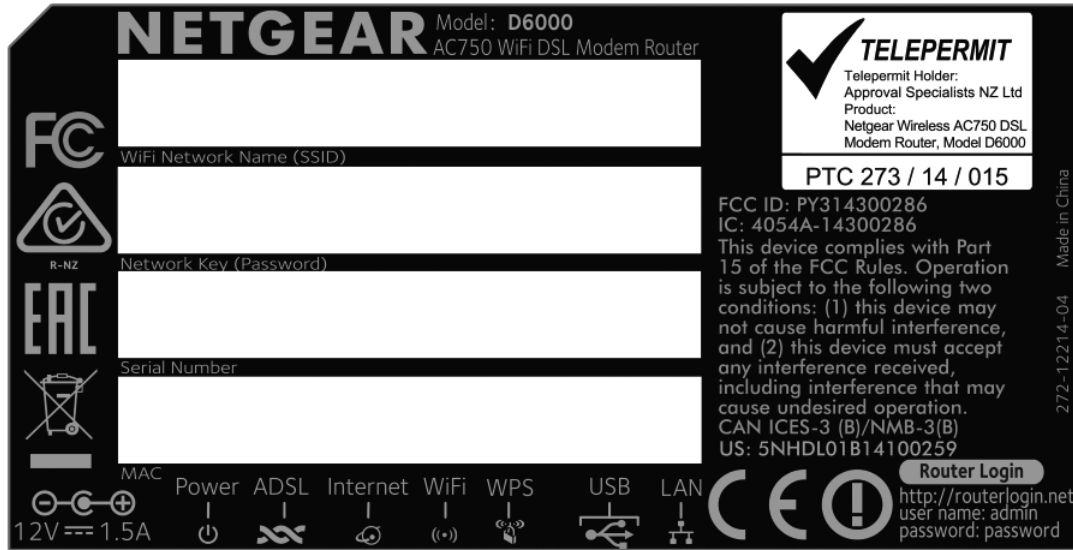 NETGEAR
Model: D6000
AC750 WiFi DSL Modem Router
WiFi Network Name (SSID)
Network Key (Password)
Serial Number
MAC
FC
R-NZ
EAC
12V 1.5A
Power ADSL Internet WiFi WPS USB LAN
TELEPERMIT
Telepermit Holder:
Approval Specialists NZ Ltd
Product:
Netgear Wireless AC750 DSL
Modem Router, Model D6000
PTC 273 / 14 / 015
FCC ID: PY314300286
IC: 4054A-14300286
This device complies with Part
15 of the FCC Rules. Operation
is subject to the following two
conditions: (1) this device may
not cause harmful interference,
and (2) this device must accept
any interference received,
including interference that may
cause undesired operation.
CAN ICES-3 (B)/NMB-3(B)
US: 5NHDL01B14100259
CE
Router Login
http://routerlogin.net
user name: admin
password: password
272-12214-04 Made in China